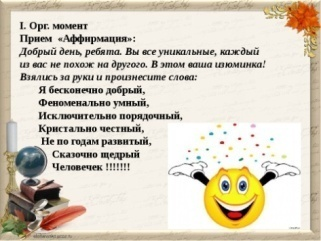 I. Орг. момент
Прием «Аффирмация»:
Добрый день, ребята. Вы все уникальные, каждый
из вас не похож на другого. В этом ваша изюминка!
Взялись за руки и произнесите слова:
Я бесконечно добрый,
Феноменально умный,
Исключительно порядочный,
Кристально честный,
Не по годам развитый,
Сказочно щедрый
Человечек !!!!!!!